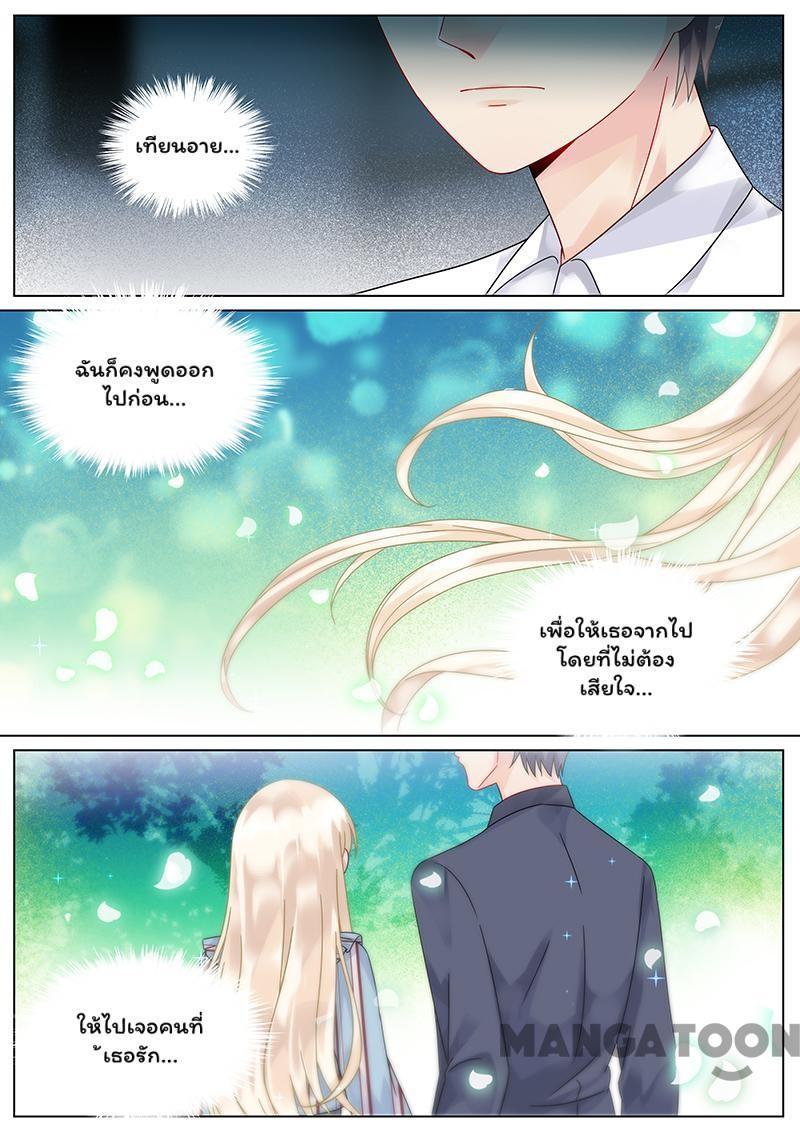 เทียนอาย...
ฉันก็คงพูดออก
ไปก่อน...
เพื่อให้เธอจากไป
โดยที่ไม่ต้อง
เสียใจ...
ให้ไปเจอคนที่
้เธอรัก...
MANGATOON